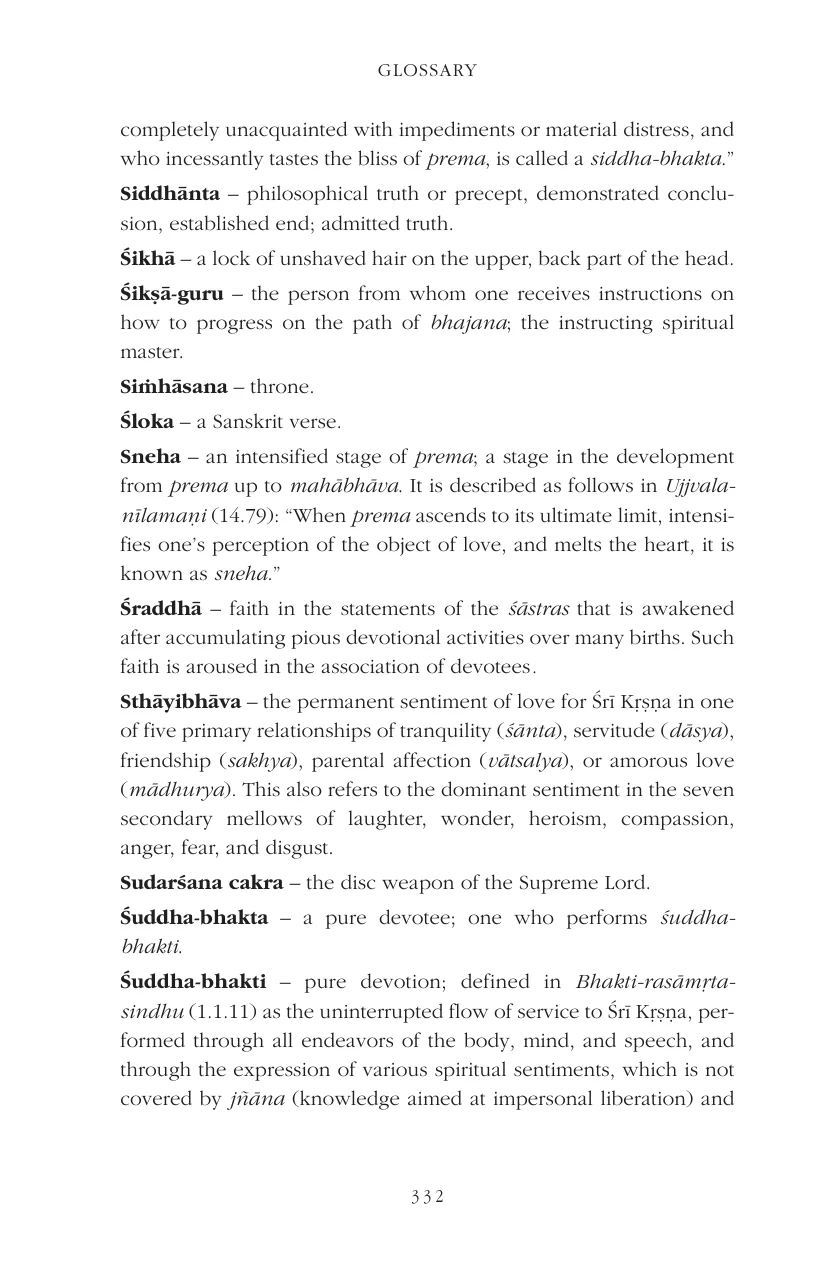 GLOSSARY
completely unacquainted with impediments or material distress, and
who incessantly tastes the bliss of prema, is called a siddha-bhakta.”
Siddhānta – philosophical truth or precept, demonstrated conclu-
sion, established end; admitted truth.
Śikhā – a lock of unshaved hair on the upper, back part of the head.
Śikṣā-guru – the person from whom one receives instructions on
how to progress on the path of bhajana; the instructing spiritual
master.
Siṁhāsana – throne.
Śloka – a Sanskrit verse.
Sneha – an intensified stage of prema; a stage in the development
from prema up to mahābhāva. It is described as follows in Ujjvala-
nīlamaṇi (14.79): “When prema ascends to its ultimate limit, intensi-
fies one’s perception of the object of love, and melts the heart, it is
known as sneha.”
Śraddhā – faith in the statements of the śāstras that is awakened
after accumulating pious devotional activities over many births. Such
faith is aroused in the association of devotees.
Sthāyibhāva – the permanent sentiment of love for Śrī Kṛṣṇa in one
of five primary relationships of tranquility (śānta), servitude (dāsya),
friendship (sakhya), parental affection (vātsalya), or amorous love
(mādhurya). This also refers to the dominant sentiment in the seven
secondary mellows of laughter, wonder, heroism, compassion,
anger, fear, and disgust.
Sudarśana cakra – the disc weapon of the Supreme Lord.
Śuddha-bhakta – a pure devotee; one who performs śuddha-
bhakti.
Śuddha-bhakti – pure devotion; defined in Bhakti-rasāmṛta-
sindhu (1.1.11) as the uninterrupted flow of service to Śrī Kṛṣṇa, per-
formed through all endeavors of the body, mind, and speech, and
through the expression of various spiritual sentiments, which is not
covered by jñāna (knowledge aimed at impersonal liberation) and
332